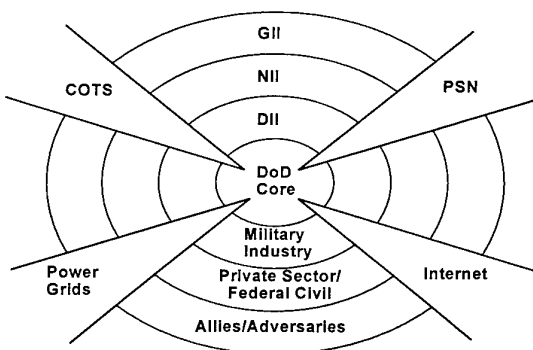 GII
NII
COTS
PSN
DII
DoD
Core
Military
Industry
Power
Grids
Private Sector/
Federal Civil
Internet
Allies/Adversaries